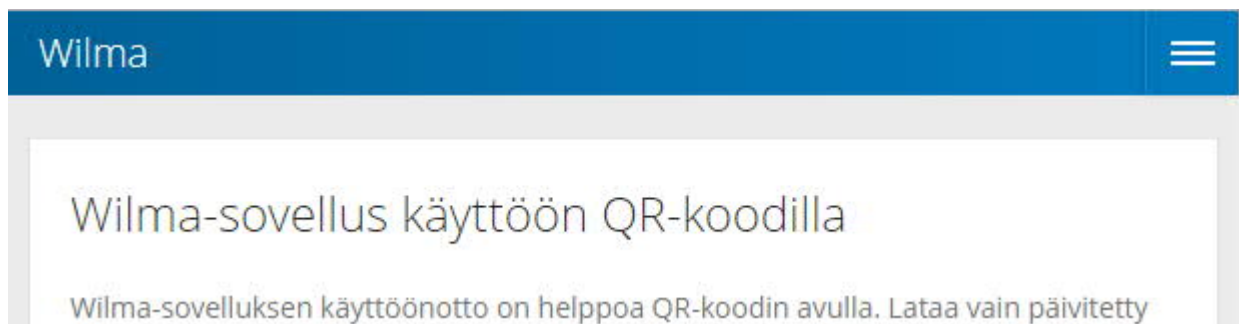 Wilma
Wilma-sovellus käyttöön QR-koodilla
Wilma-sovelluksen käyttöönotto on helppoa QR-koodin avulla. Lataa vain päivitetty